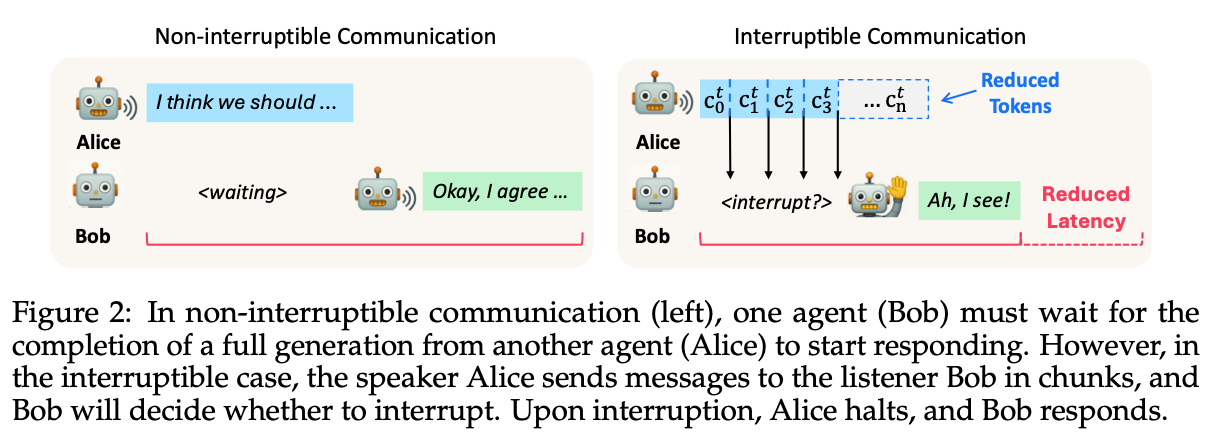 Non-interruptible Communication
I think we should ...
Alice
<waiting>
Okay, I agree ...
Bob
Interruptible Communication
c₀ᵗ c₁ᵗ c₂ᵗ c₃ᵗ ... cₙᵗ
Reduced
Tokens
Alice
<interrupt?>
Ah, I see!
Reduced
Latency
Bob
Figure 2: In non-interruptible communication (left), one agent (Bob) must wait for the
completion of a full generation from another agent (Alice) to start responding. However, in
the interruptible case, the speaker Alice sends messages to the listener Bob in chunks, and
Bob will decide whether to interrupt. Upon interruption, Alice halts, and Bob responds.